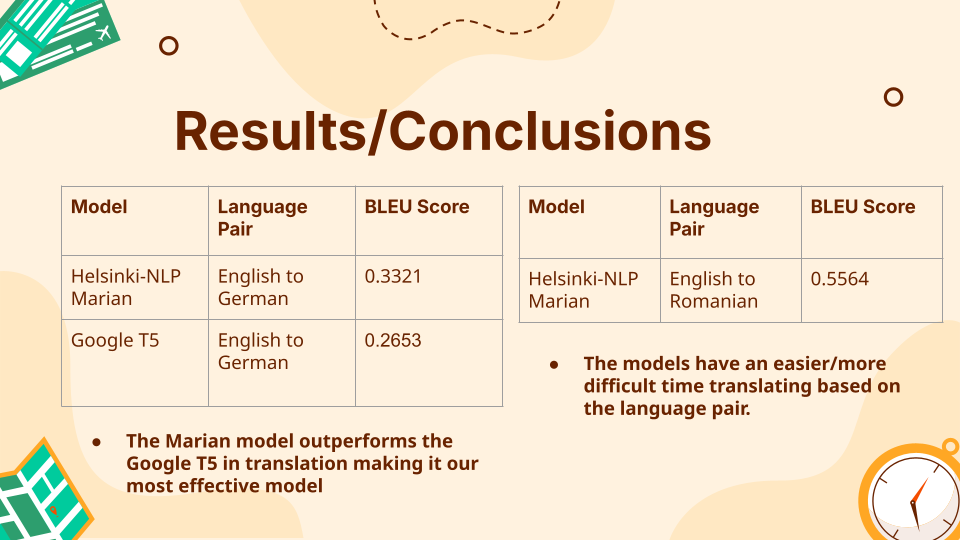 Results/Conclusions
Model
Language
Pair
BLEU Score
Helsinki-NLP
Marian
English to
German
0.3321
Google T5
English to
German
0.2653
● The Marian model outperforms the
Google T5 in translation making it our
most effective model
Model
Language
Pair
BLEU Score
Helsinki-NLP
Marian
English to
Romanian
0.5564
● The models have an easier/more
difficult time translating based on
the language pair.